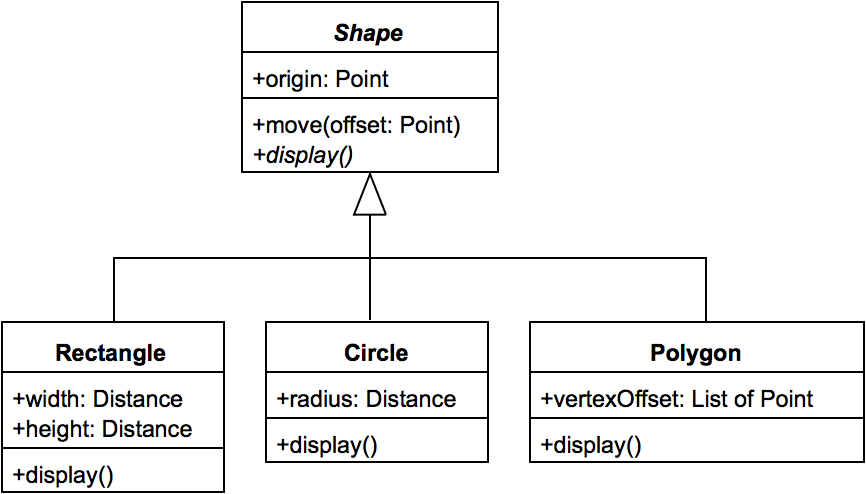 Shape
+origin: Point
+move(offset: Point)
+display()
Rectangle
+width: Distance
+height: Distance
+display()
Circle
+radius: Distance
+display()
Polygon
+vertexOffset: List of Point
+display()